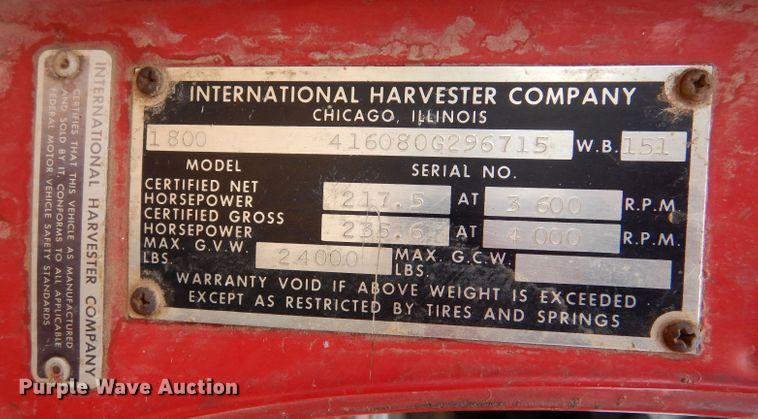 INTERNATIONAL HARVESTER COMPANY
CERTIFIES THAT THIS VEHICLE AS MANUFACTURED
AND SOLD BY IT, CONFORMS TO ALL APPLICABLE
FEDERAL MOTOR VEHICLE SAFETY STANDARDS
INTERNATIONAL HARVESTER COMPANY
CHICAGO, ILLINOIS
1800 416080G296715 W.B. 151
MODEL SERIAL NO.
CERTIFIED NET
HORSEPOWER 217.5 AT 3600 R.P.M.
CERTIFIED GROSS
HORSEPOWER 235.6 AT 4000 R.P.M.
MAX. G.V.W. LBS. 24000 MAX. G.C.W. LBS.
WARRANTY VOID IF ABOVE WEIGHT IS EXCEEDED
EXCEPT AS RESTRICTED BY TIRES AND SPRINGS
Purple Wave Auction